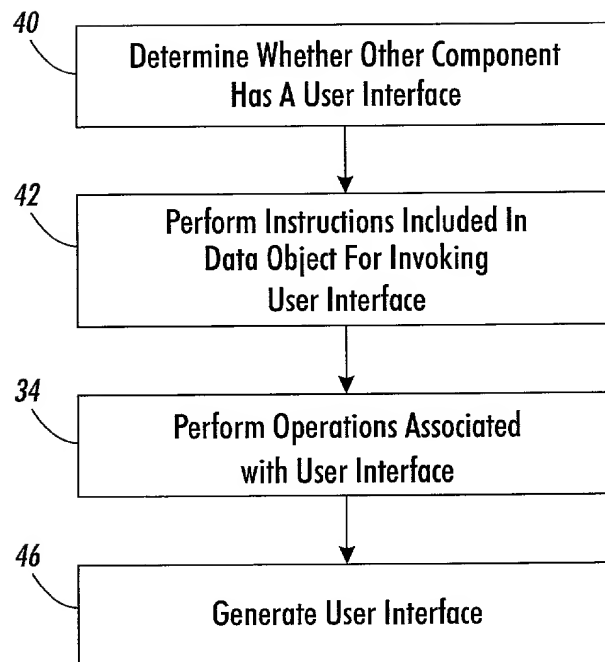 40
Determine Whether Other Component
Has A User Interface
42
Perform Instructions Included In
Data Object For Invoking
User Interface
34
Perform Operations Associated
with User Interface
46
Generate User Interface